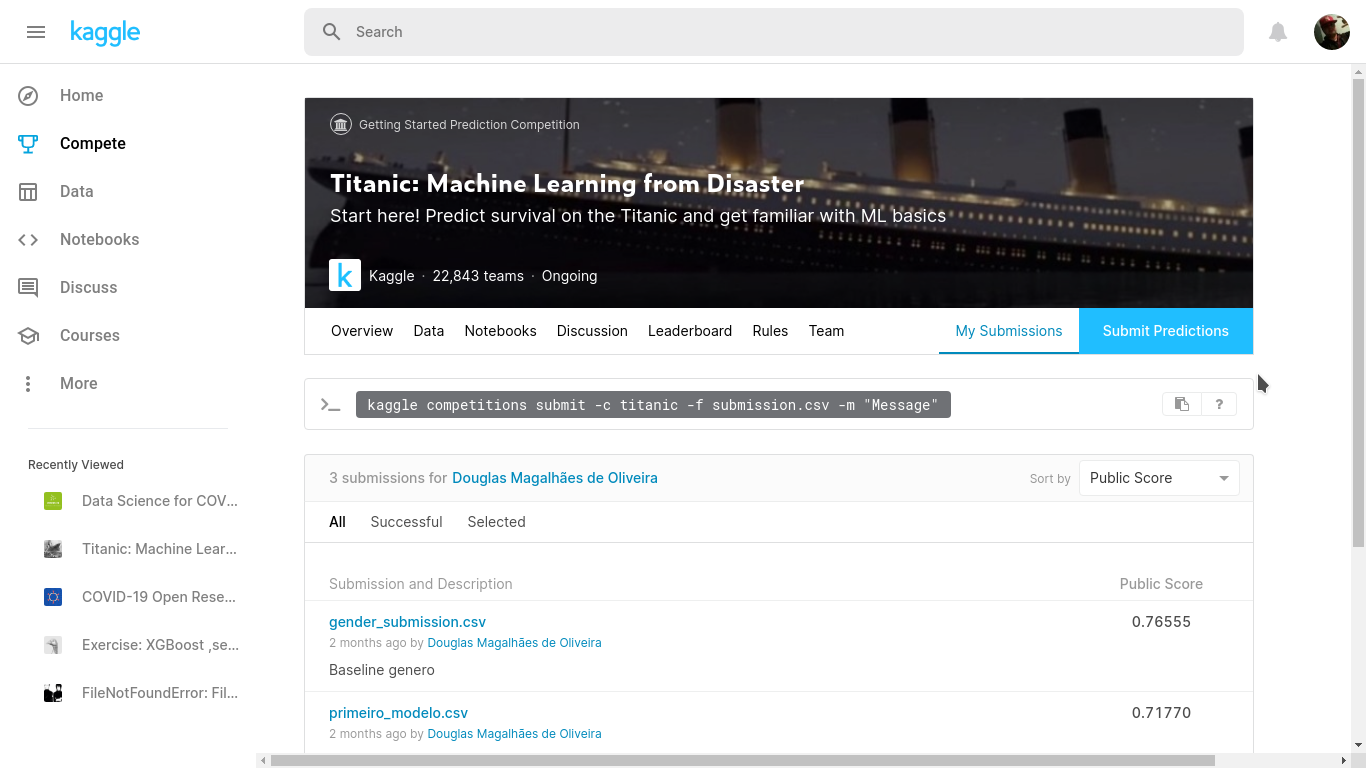 kaggle
Search
Home
Compete
Data
Notebooks
Discuss
Courses
More
Recently Viewed
Data Science for COV...
Titanic: Machine Lear...
COVID-19 Open Rese...
Exercise: XGBoost ,se...
FileNotFoundError: Fil...
Getting Started Prediction Competition
Titanic: Machine Learning from Disaster
Start here! Predict survival on the Titanic and get familiar with ML basics
k Kaggle · 22,843 teams · Ongoing
Overview Data Notebooks Discussion Leaderboard Rules Team My Submissions Submit Predictions
>_ kaggle competitions submit -c titanic -f submission.csv -m "Message" ?
3 submissions for Douglas Magalhães de Oliveira Sort by Public Score
All Successful Selected
Submission and Description Public Score
gender_submission.csv 0.76555
2 months ago by Douglas Magalhães de Oliveira
Baseline genero
primeiro_modelo.csv 0.71770
2 months ago by Douglas Magalhães de Oliveira